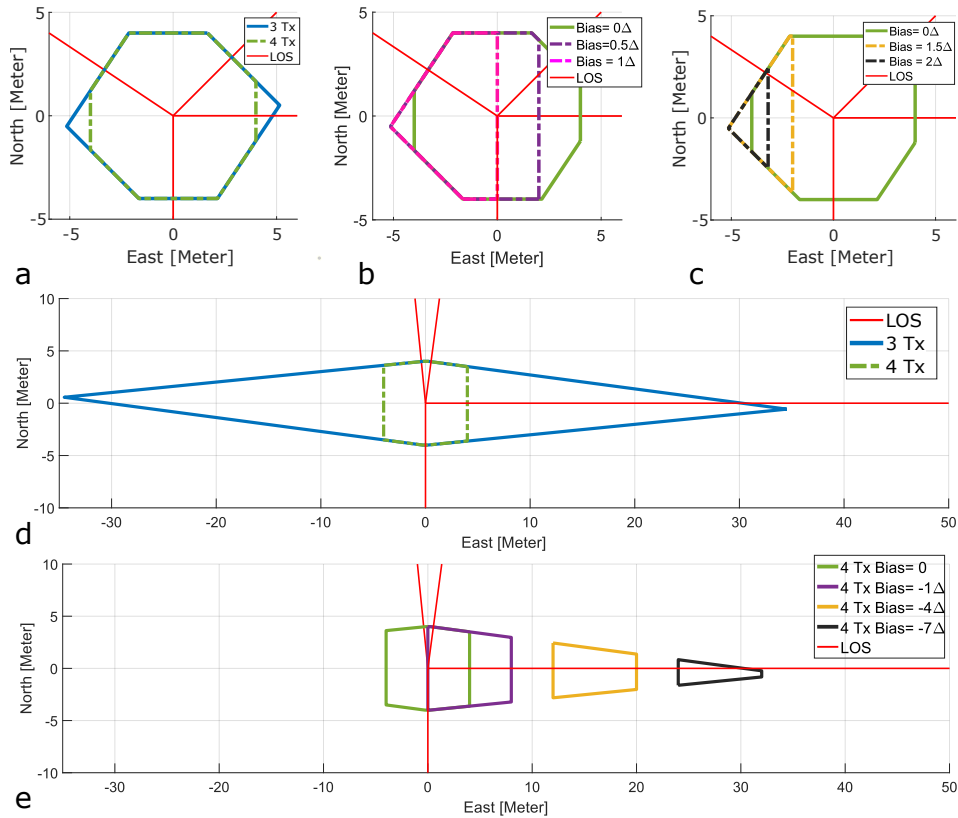 5
0
-5
North [Meter]
-5
0
5
East [Meter]
3 Tx
4 Tx
LOS
a
5
0
-5
North [Meter]
-5
0
5
East [Meter]
Bias= 0Δ
Bias=0.5Δ
Bias = 1Δ
LOS
b
5
0
-5
North [Meter]
-5
0
5
East [Meter]
Bias= 0Δ
Bias = 1.5Δ
Bias = 2Δ
LOS
c
10
5
0
-5
-10
North [Meter]
-30
-20
-10
0
10
20
30
40
50
East [Meter]
LOS
3 Tx
4 Tx
d
10
5
0
-5
-10
North [Meter]
-30
-20
-10
0
10
20
30
40
50
East [Meter]
4 Tx Bias= 0
4 Tx Bias= -1Δ
4 Tx Bias= -4Δ
4 Tx Bias= -7Δ
LOS
e